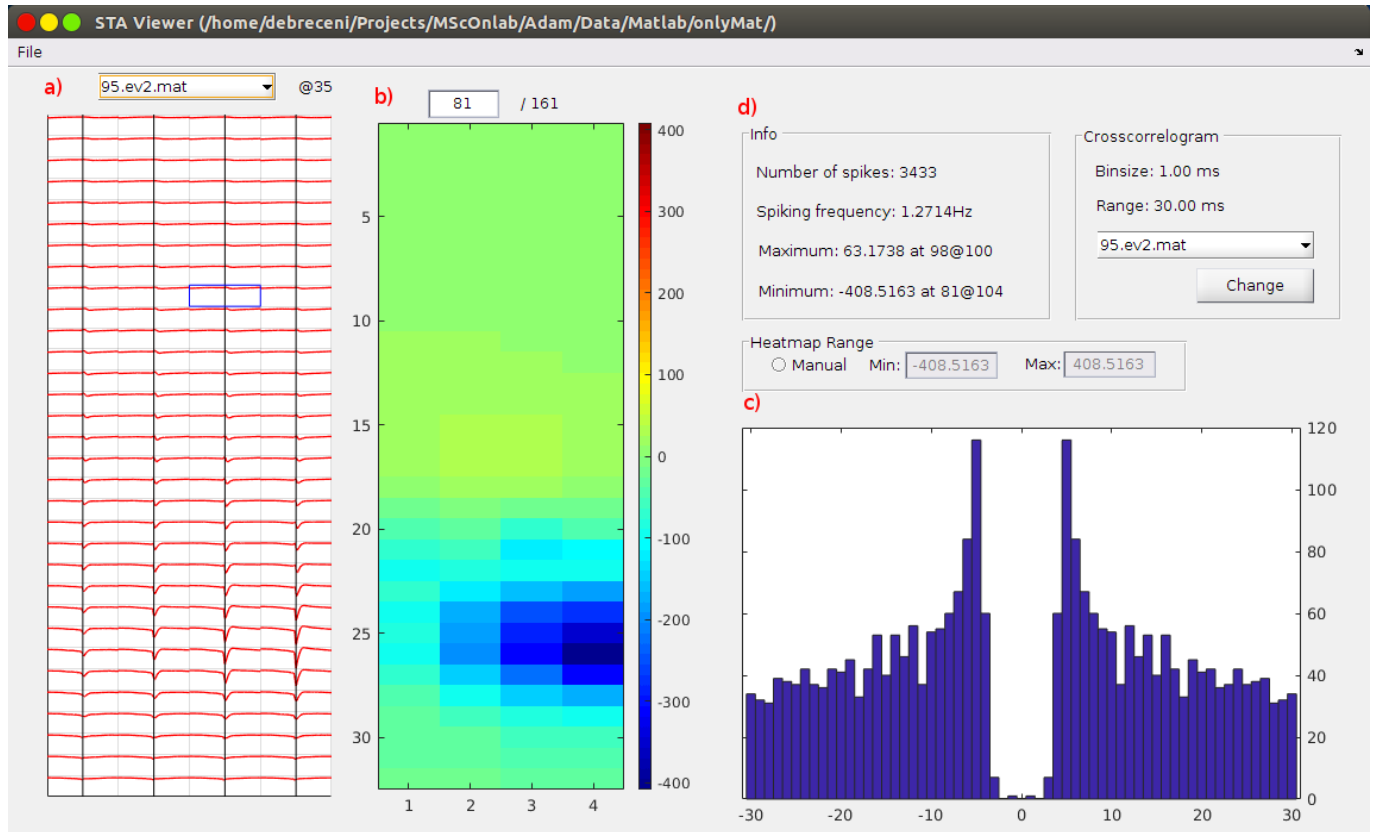 STA Viewer (/home/debreceni/Projects/MScOnlab/Adam/Data/Matlab/onlyMat/)
File
a)
95.ev2.mat
@35
b)
81
/ 161
5
10
15
20
25
30
1 2 3 4
400
300
200
100
0
-100
-200
-300
-400
d)
Info
Number of spikes: 3433
Spiking frequency: 1.2714Hz
Maximum: 63.1738 at 98@100
Minimum: -408.5163 at 81@104
Crosscorrelogram
Binsize: 1.00 ms
Range: 30.00 ms
95.ev2.mat
Change
Heatmap Range
Manual Min: -408.5163 Max: 408.5163
c)
120
100
80
60
40
20
0
-30 -20 -10 0 10 20 30